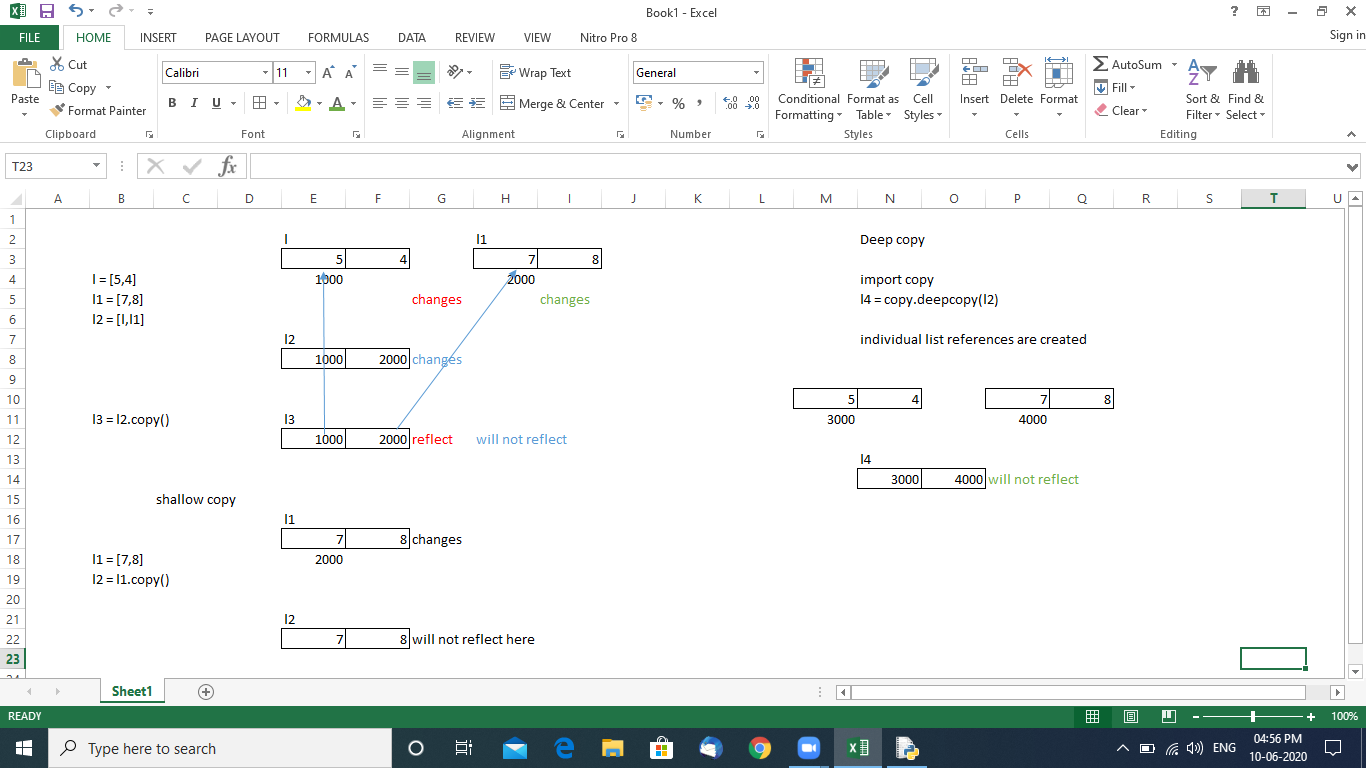 Book1 - Excel
Sign in
FILE HOME INSERT PAGE LAYOUT FORMULAS DATA REVIEW VIEW Nitro Pro 8
Paste
Cut
Copy
Format Painter
Clipboard
Calibri 11
B I U
Font
Wrap Text
Merge & Center
Alignment
General
Number
Conditional Formatting
Format as Table
Cell Styles
Styles
Insert Delete Format
Cells
AutoSum
Fill
Clear
Sort & Filter
Find & Select
Editing
T23
fx
A B C D E F G H I J K L M N O P Q R S T U
1
2 l l1 Deep copy
3 5 4 7 8
4 l = [5,4] 1000 2000 import copy
5 l1 = [7,8] changes changes l4 = copy.deepcopy(l2)
6 l2 = [l,l1]
7 l2 individual list references are created
8 1000 2000 changes
9
10 5 4 7 8
11 l3 = l2.copy() l3 3000 4000
12 1000 2000 reflect will not reflect
13 l4
14 3000 4000 will not reflect
15 shallow copy
16 l1
17 7 8 changes
18 l1 = [7,8] 2000
19 l2 = l1.copy()
20
21 l2
22 7 8 will not reflect here
23
Sheet1
READY 100%
Type here to search
ENG
04:56 PM
10-06-2020